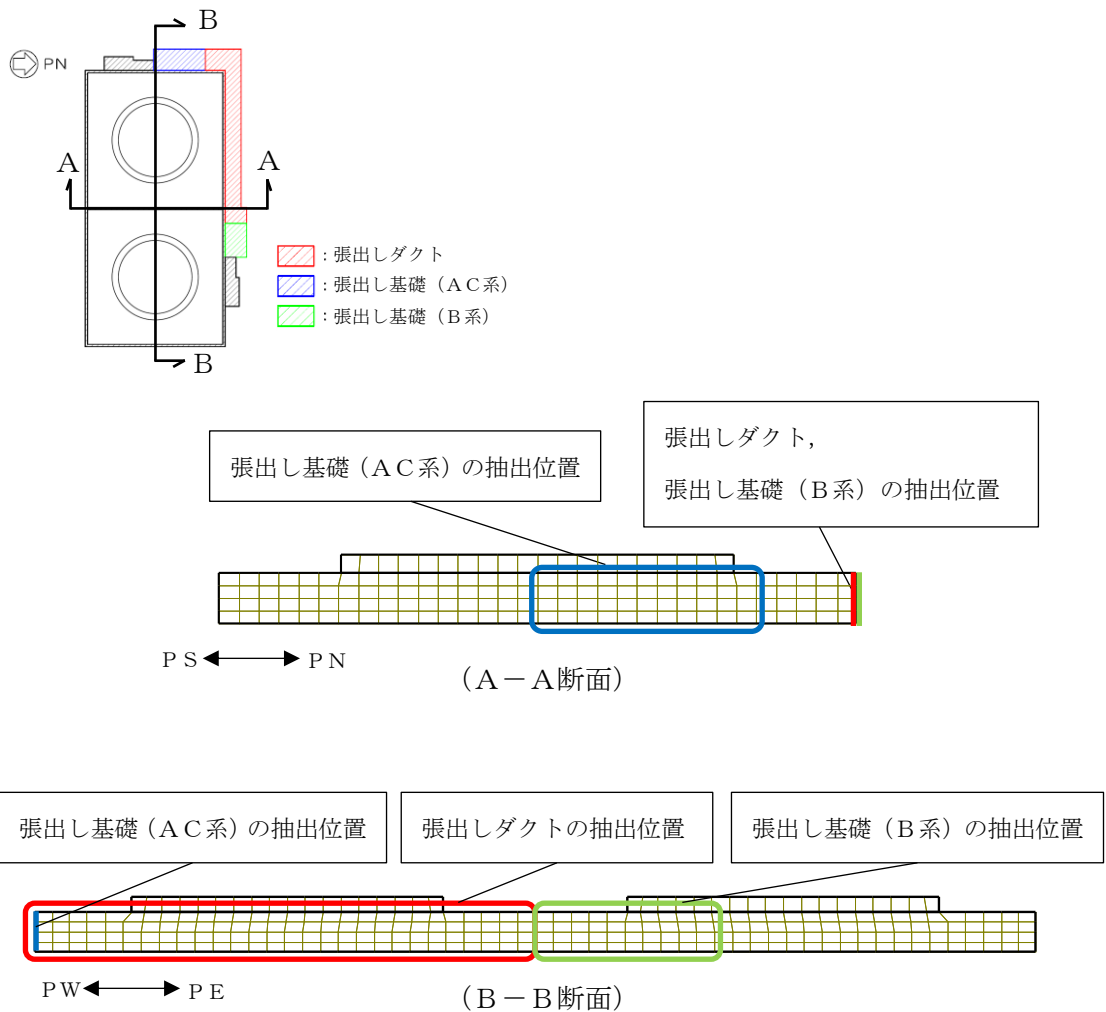 B
PN
A
A
:張出しダクト
:張出し基礎(AC系)
:張出し基礎(B系)
B
張出し基礎(AC系)の抽出位置
張出しダクト,
張出し基礎(B系)の抽出位置
PS
PN
(A-A断面)
張出し基礎(AC系)の抽出位置
張出しダクトの抽出位置
張出し基礎(B系)の抽出位置
PW
PE
(B-B断面)